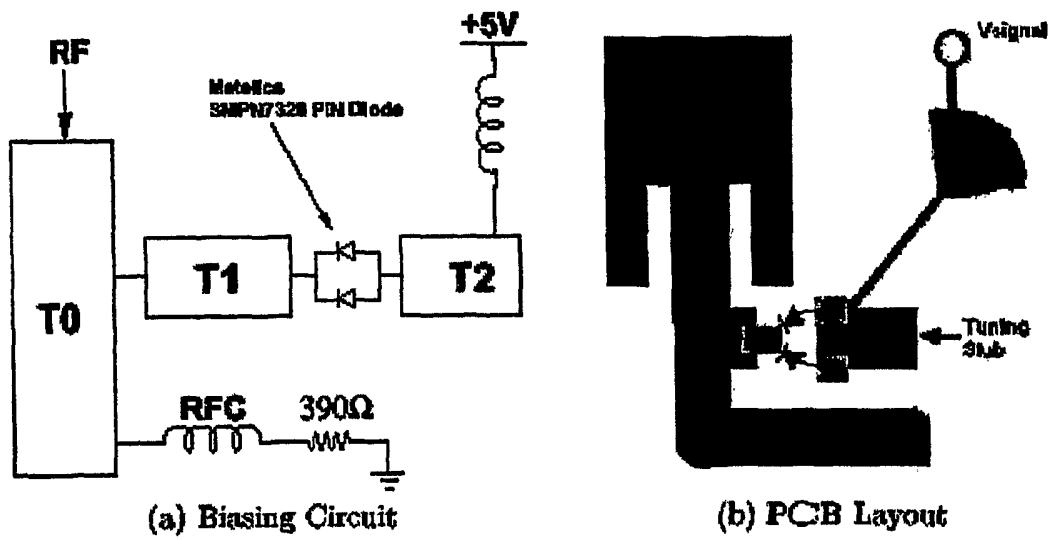 +5V
RF
Metelics
SMPN7320 PIN Diode
T0
T1
T2
RFC
390Ω
(a) Biasing Circuit
Vsignal
Tuning
Stub
(b) PCB Layout